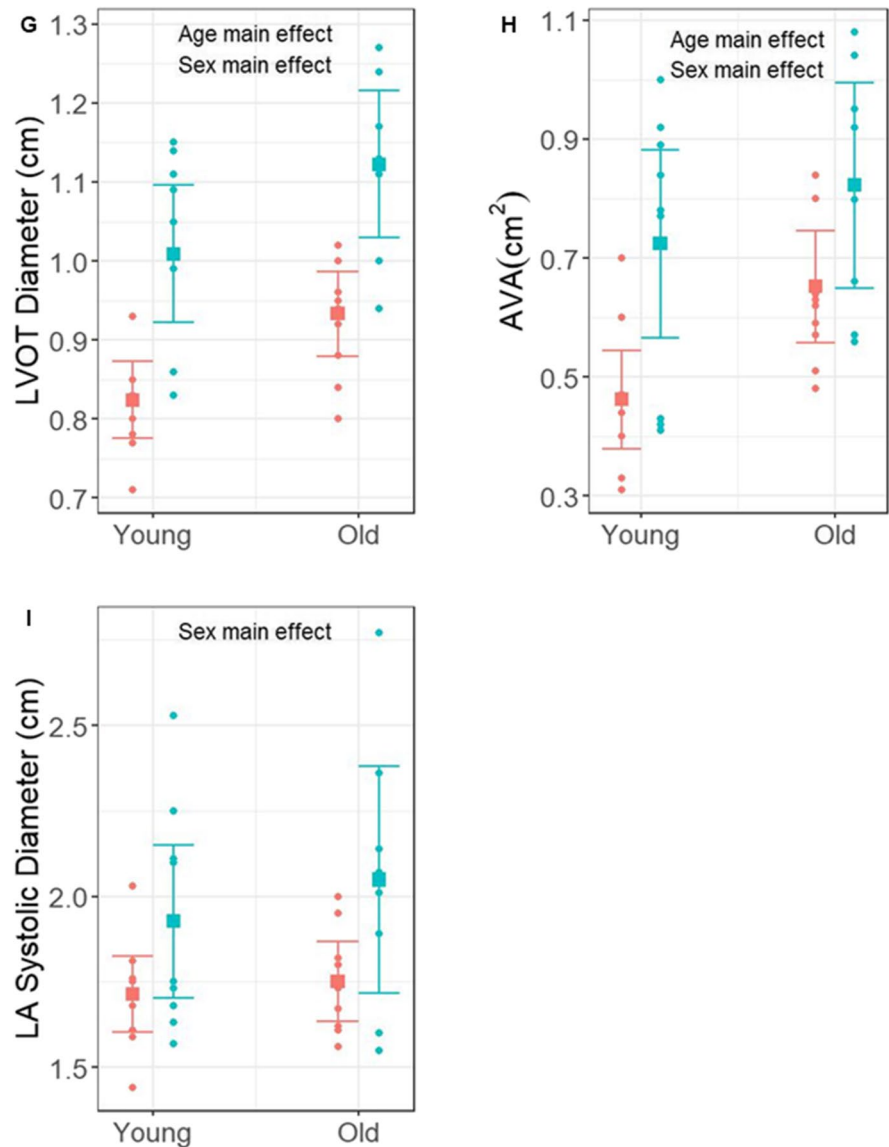 G
Age main effect
Sex main effect
LVOT Diameter (cm)
1.3
1.2
1.1
1.0
0.9
0.8
0.7
Young
Old
H
Age main effect
Sex main effect
AVA(cm²)
1.1
0.9
0.7
0.5
0.3
Young
Old
I
Sex main effect
LA Systolic Diameter (cm)
2.5
2.0
1.5
Young
Old